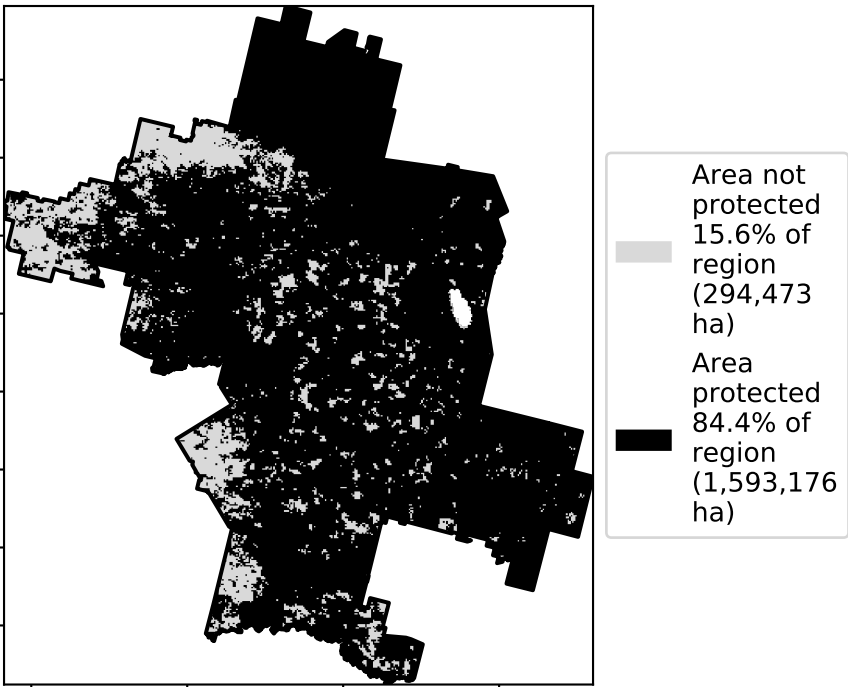 Area not
protected
15.6% of
region
(294,473
ha)
Area
protected
84.4% of
region
(1,593,176
ha)